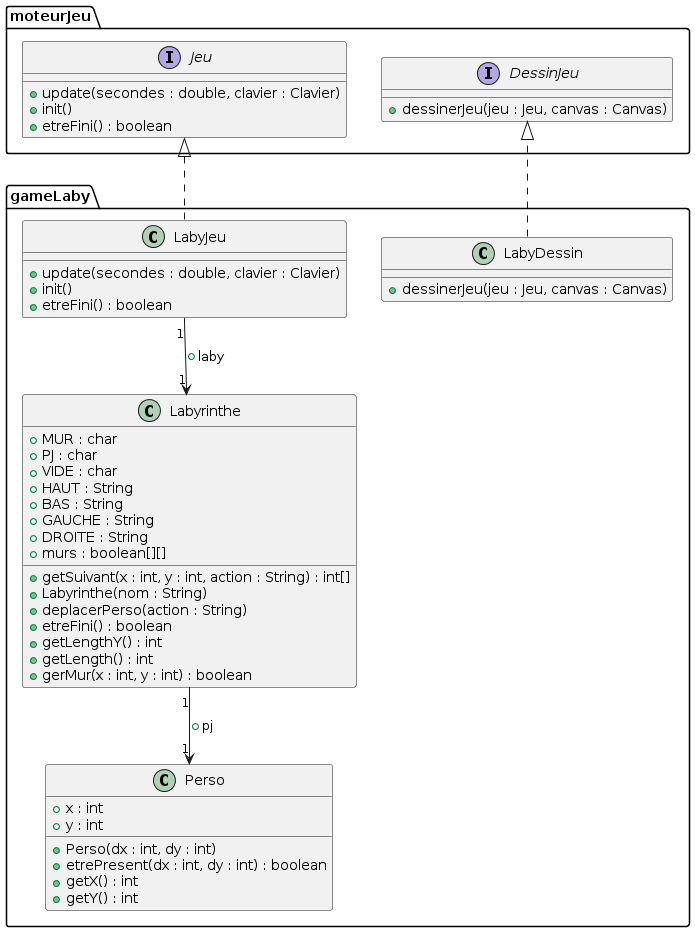 moteurJeu
I Jeu
update(secondes : double, clavier : Clavier)
init()
etreFini() : boolean
I DessinJeu
dessinerJeu(jeu : Jeu, canvas : Canvas)
gameLaby
C LabyJeu
update(secondes : double, clavier : Clavier)
init()
etreFini() : boolean
C LabyDessin
dessinerJeu(jeu : Jeu, canvas : Canvas)
1
laby
1
C Labyrinthe
MUR : char
PJ : char
VIDE : char
HAUT : String
BAS : String
GAUCHE : String
DROITE : String
murs : boolean[][]
getSuivant(x : int, y : int, action : String) : int[]
Labyrinthe(nom : String)
deplacerPerso(action : String)
etreFini() : boolean
getLengthY() : int
getLength() : int
gerMur(x : int, y : int) : boolean
1
pj
1
C Perso
x : int
y : int
Perso(dx : int, dy : int)
etrePresent(dx : int, dy : int) : boolean
getX() : int
getY() : int